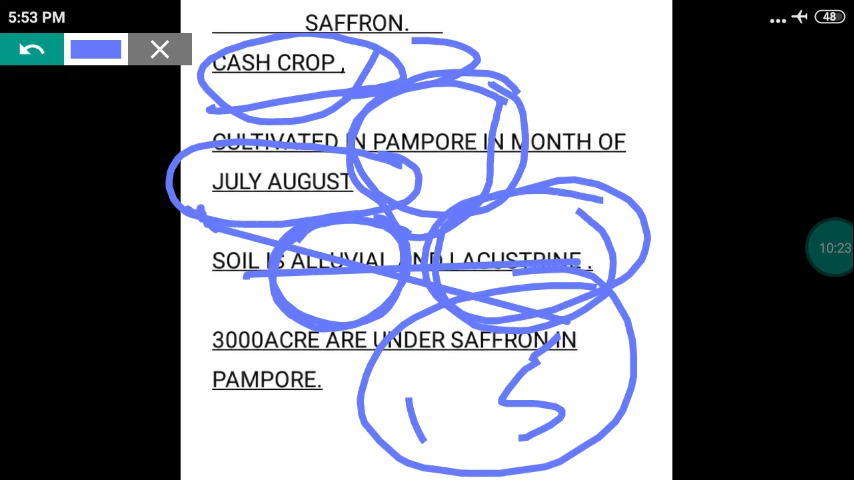 5:53 PM
48
SAFFRON.
CASH CROP ,
CULTIVATED IN PAMPORE IN MONTH OF
JULY AUGUST
10:23
SOIL IS ALLUVIAL AND LACUSTRINE .
3000ACRE ARE UNDER SAFFRON IN
PAMPORE.